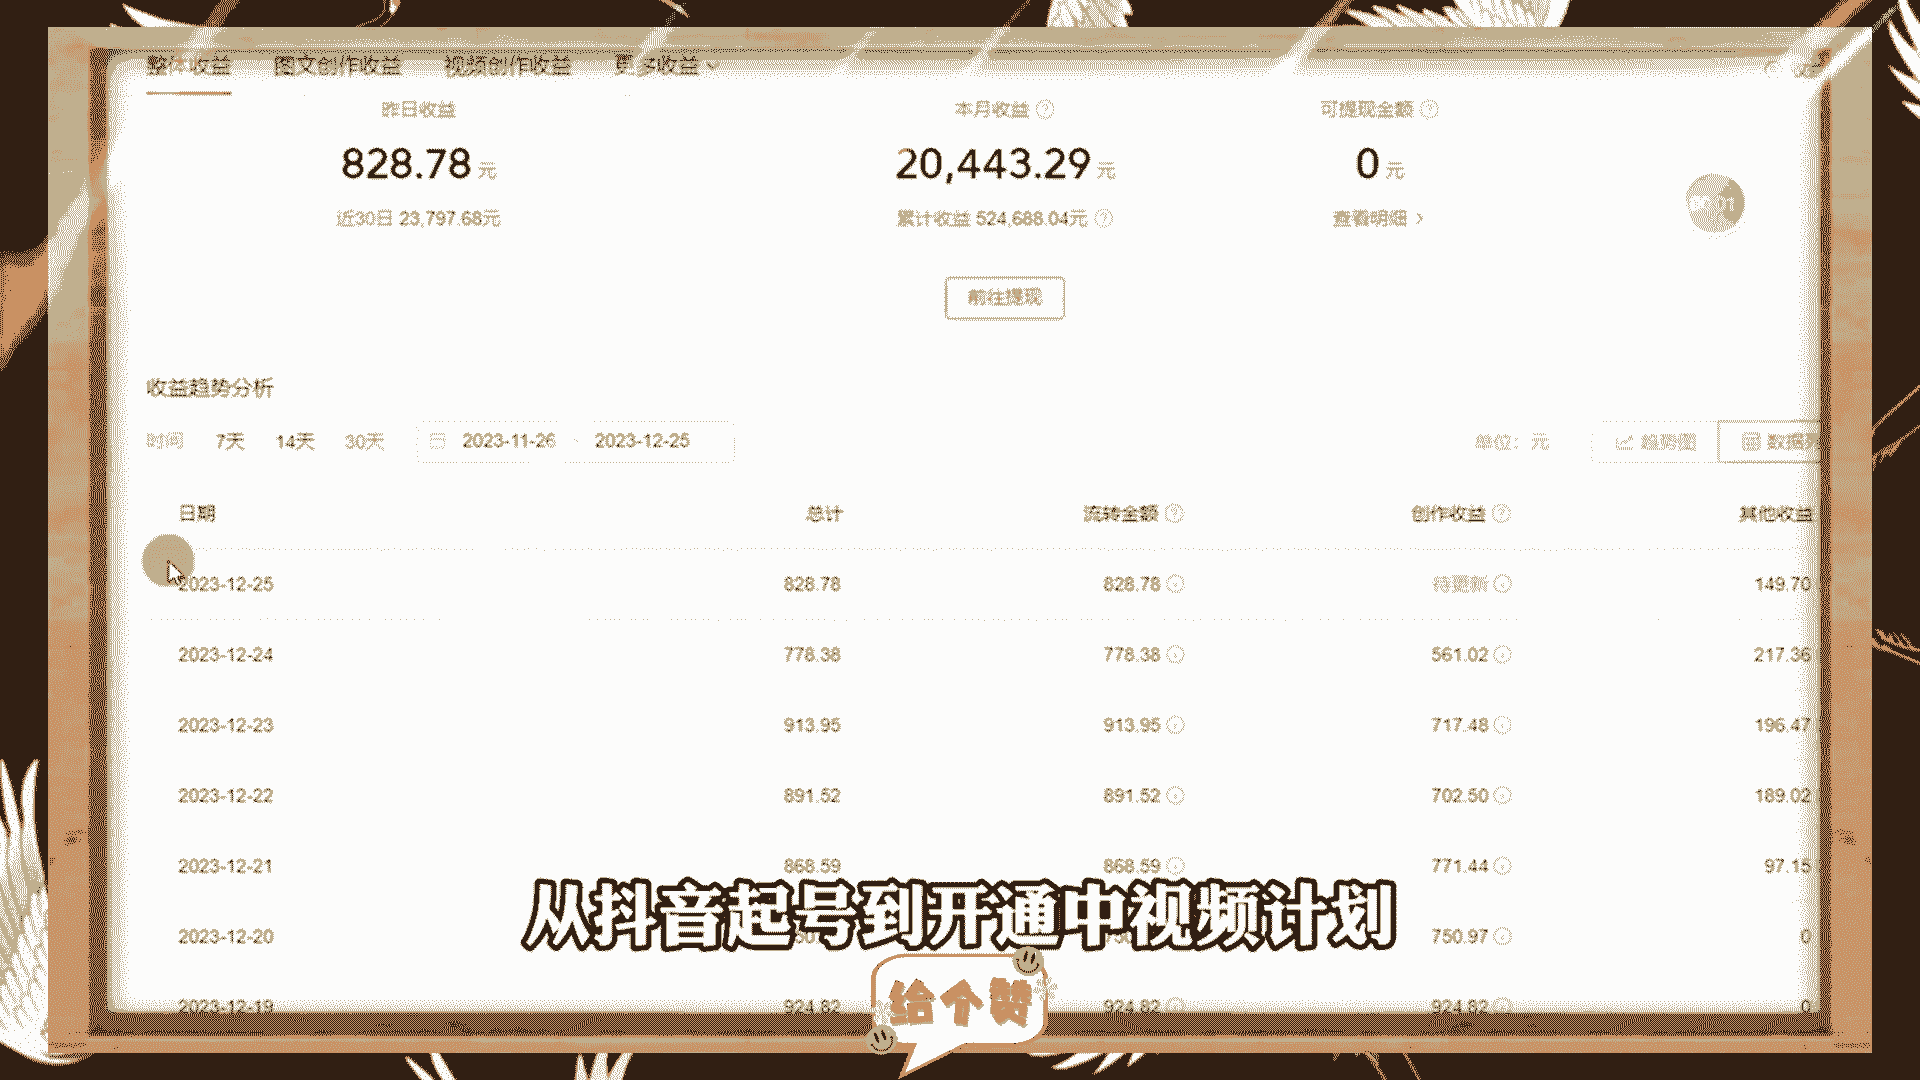 整体收益 图文创作收益 视频创作收益 更多收益
昨日收益 本月收益 可提现金额
828.78 元 20,443.29 元 0 元
近30日 23,797.68元 累计收益 524,688.04元 查看明细 >
前往提现
收益趋势分析
时间 7天 14天 30天 2023-11-26 - 2023-12-25 单位：元 趋势图 数据
日期 总计 流转金额 创作收益 其他收益
2023-12-25 828.78 828.78 待更新 149.70
2023-12-24 778.38 778.38 561.02 217.36
2023-12-23 913.95 913.95 717.48 196.47
2023-12-22 891.52 891.52 702.50 189.02
2023-12-21 868.59 868.59 771.44 97.15
2023-12-20 750.97 0
从抖音起号到开通中视频计划
2023-12-19 924.82 924.82 924.82 0
给个赞